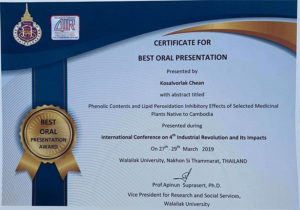 CERTIFICATE FOR
BEST ORAL PRESENTATION
Presented by
Kosalvorlak Chean
with abstract titled
Phenolic Contents and Lipid Peroxidation Inhibitory Effects of Selected Medicinal
Plants Native to Cambodia
Presented during
International Conference on 4th Industrial Revolution and Its Impacts
On 27th-29th March 2019
Walailak University, Nakhon Si Thammarat, THAILAND
Prof.Apinun Suprasert, Ph.D.
Vice President for Research and Social Services,
Walailak University
BEST
ORAL
PRESENTATION
AWARD